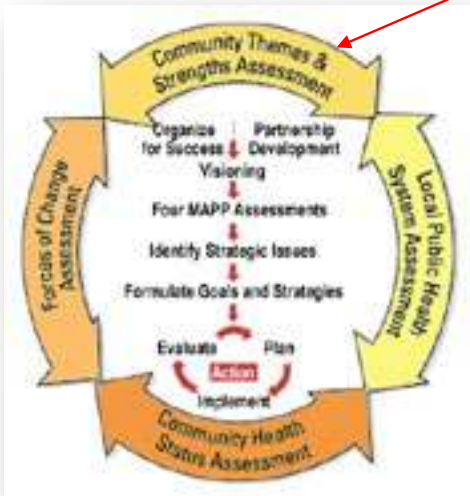 Community Themes &
Strengths Assessment
Organize
for Success
Partnership
Development
Visioning
Four MAPP Assessments
Identify Strategic Issues
Formulate Goals and Strategies
Evaluate
Plan
Action
Implement
Forces of Change
Assessment
Local Public Health
System Assessment
Community Health
Status Assessment